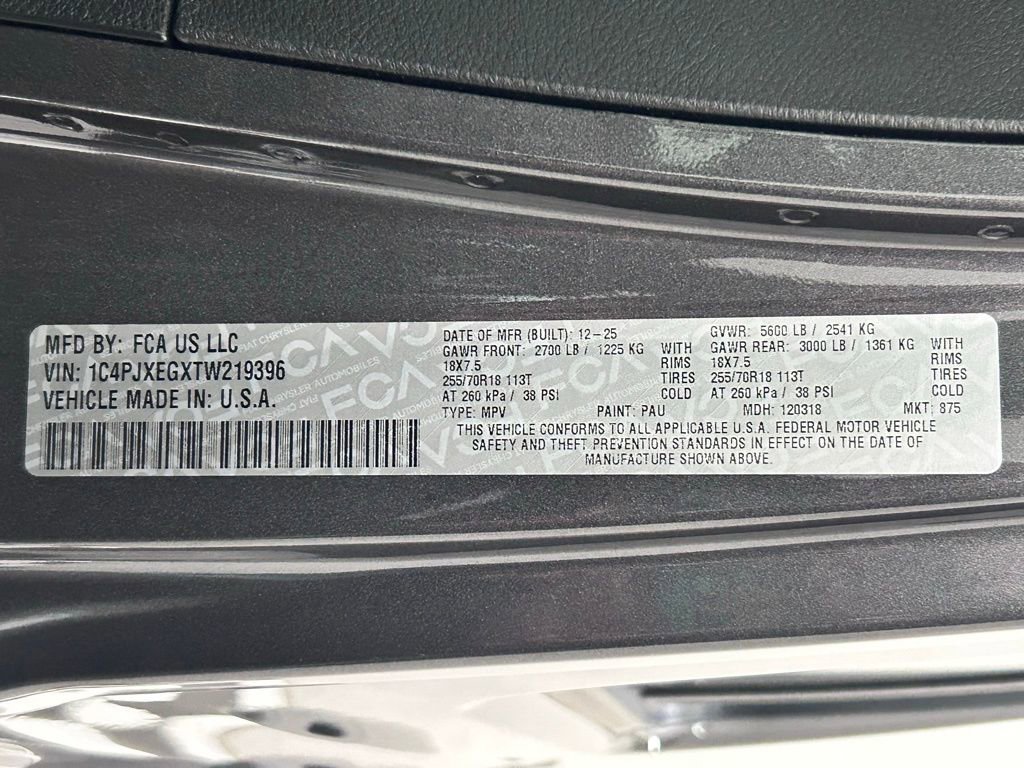 MFD BY: FCA US LLC
VIN: 1C4PJXEGXTW219396
VEHICLE MADE IN: U.S.A.
DATE OF MFR (BUILT): 12-25 GVWR: 5600 LB / 2541 KG
GAWR FRONT: 2700 LB / 1225 KG WITH GAWR REAR: 3000 LB / 1361 KG WITH
18X7.5 RIMS 18X7.5 RIMS
255/70R18 113T TIRES 255/70R18 113T TIRES
AT 260 kPa / 38 PSI COLD AT 260 kPa / 38 PSI COLD
TYPE: MPV PAINT: PAU MDH: 120318 MKT: 875
THIS VEHICLE CONFORMS TO ALL APPLICABLE U.S.A. FEDERAL MOTOR VEHICLE
SAFETY AND THEFT PREVENTION STANDARDS IN EFFECT ON THE DATE OF
MANUFACTURE SHOWN ABOVE.